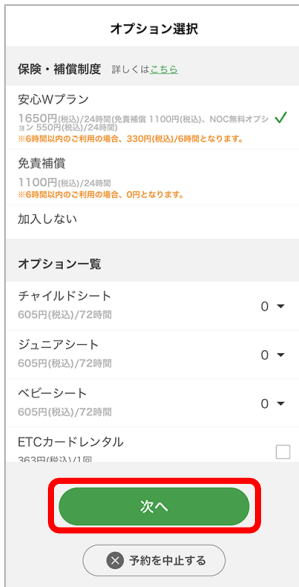 オプション選択
保険・補償制度 詳しくはこちら
安心Wプラン
1650円(税込)/24時間(免責補償 1100円(税込)、NOC無料オプシ
ョン 550円(税込)/24時間)
※6時間以内のご利用の場合、330円(税込)/6時間となります。
免責補償
1100円(税込)/24時間
※6時間以内のご利用の場合、0円となります。
加入しない
オプション一覧
チャイルドシート
605円(税込)/72時間
0
ジュニアシート
605円(税込)/72時間
0
ベビーシート
605円(税込)/72時間
0
ETCカードレンタル
363円(税込)/1回
次へ
予約を中止する